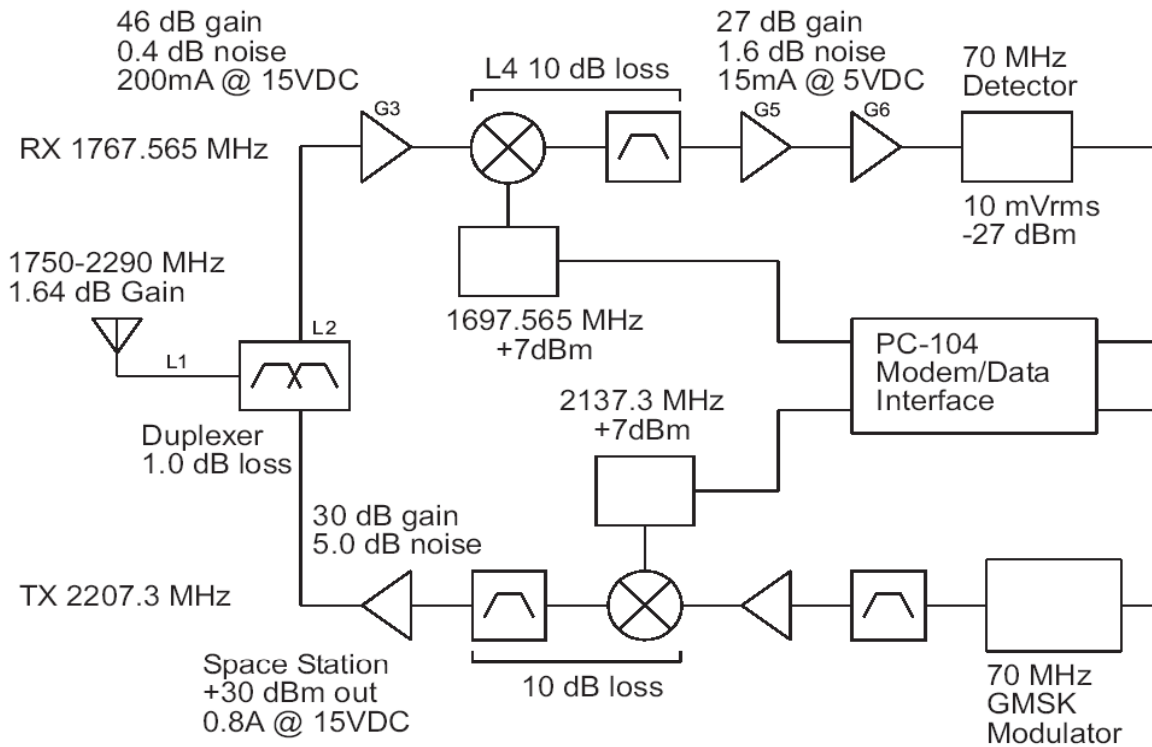 46 dB gain
0.4 dB noise
200mA @ 15VDC
27 dB gain
1.6 dB noise
15mA @ 5VDC
70 MHz
Detector
L4 10 dB loss
G3
G5
G6
RX 1767.565 MHz
10 mVrms
-27 dBm
1750-2290 MHz
1.64 dB Gain
L1
L2
1697.565 MHz
+7dBm
PC-104
Modem/Data
Interface
2137.3 MHz
+7dBm
Duplexer
1.0 dB loss
30 dB gain
5.0 dB noise
TX 2207.3 MHz
Space Station
+30 dBm out
0.8A @ 15VDC
10 dB loss
70 MHz
GMSK
Modulator